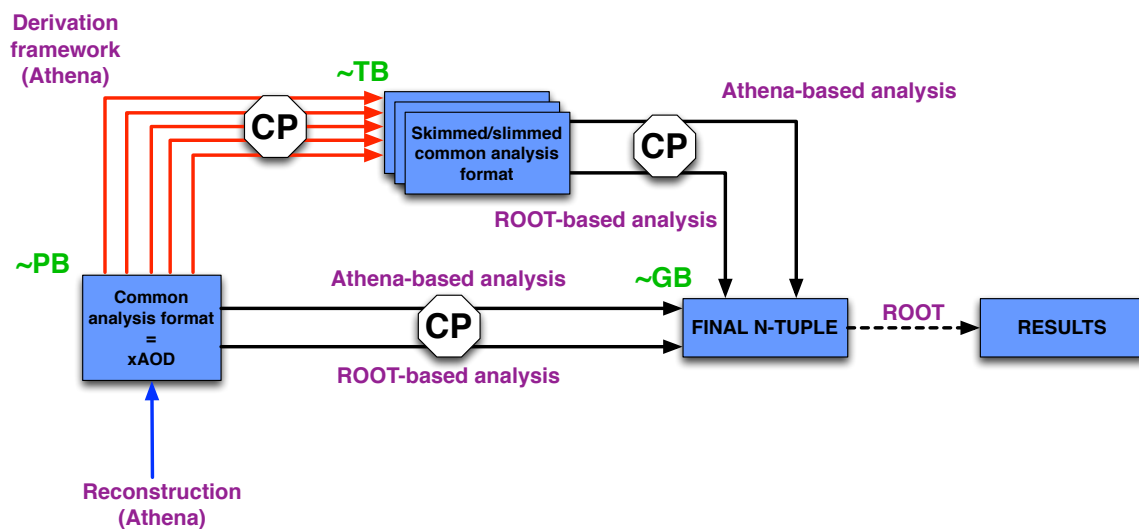 Derivation
framework
(Athena)
~TB
CP
Skimmed/slimmed
common analysis
format
CP
Athena-based analysis
ROOT-based analysis
~PB
Common
analysis format
=
xAOD
Athena-based analysis
CP
ROOT-based analysis
~GB
FINAL N-TUPLE
ROOT
RESULTS
Reconstruction
(Athena)